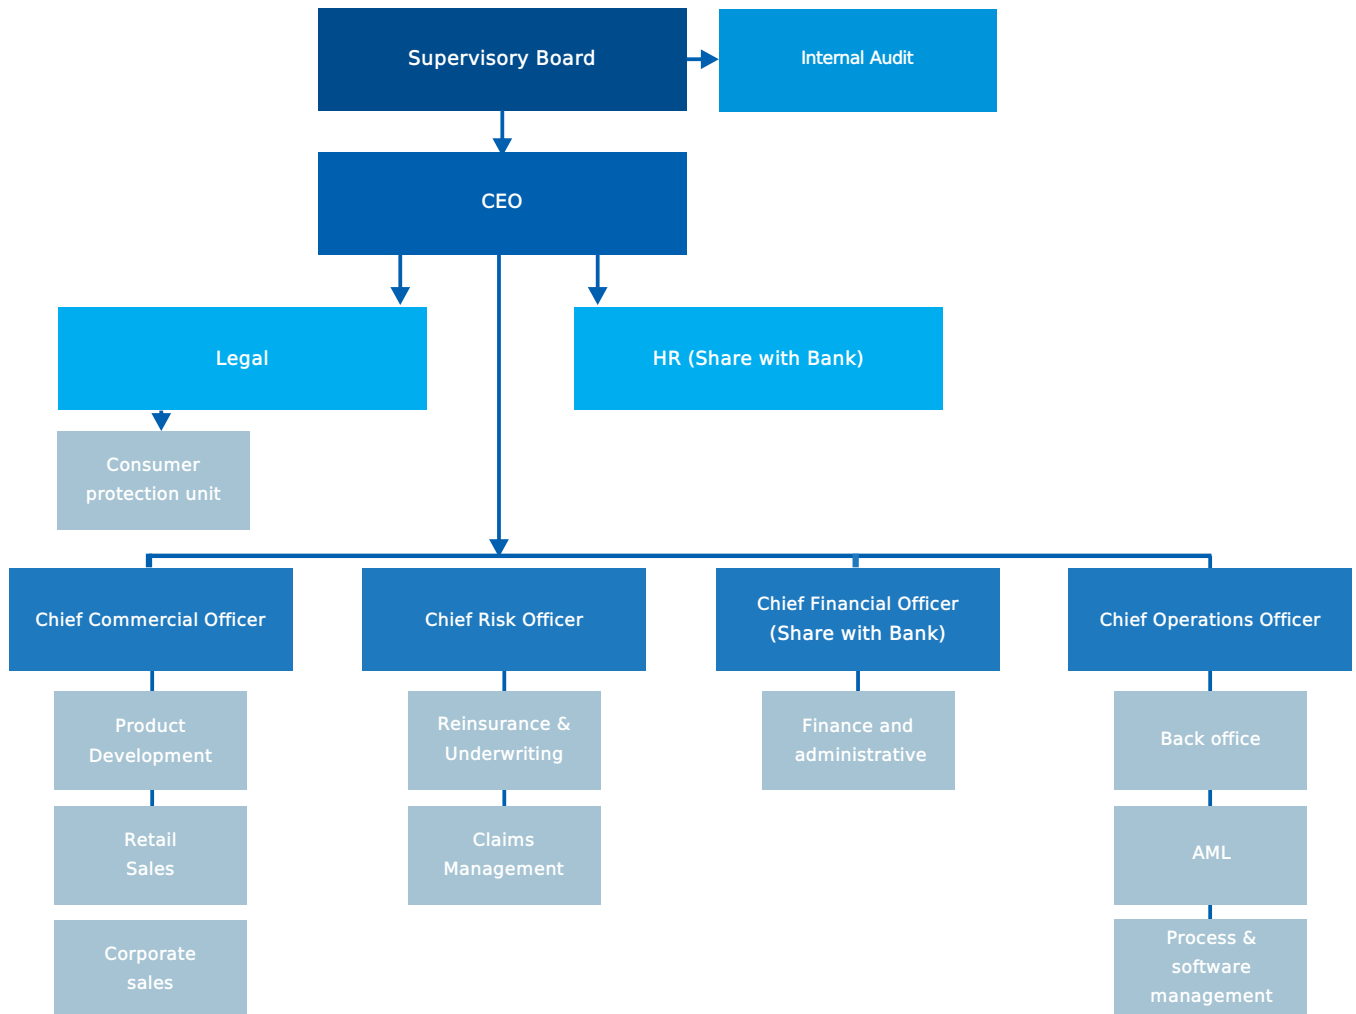 Supervisory Board
Internal Audit
CEO
Legal
HR (Share with Bank)
Consumer
protection unit
Chief Commercial Officer
Chief Risk Officer
Chief Financial Officer
(Share with Bank)
Chief Operations Officer
Product
Development
Reinsurance &
Underwriting
Finance and
administrative
Back office
Retail
Sales
Claims
Management
AML
Corporate
sales
Process &
software
management